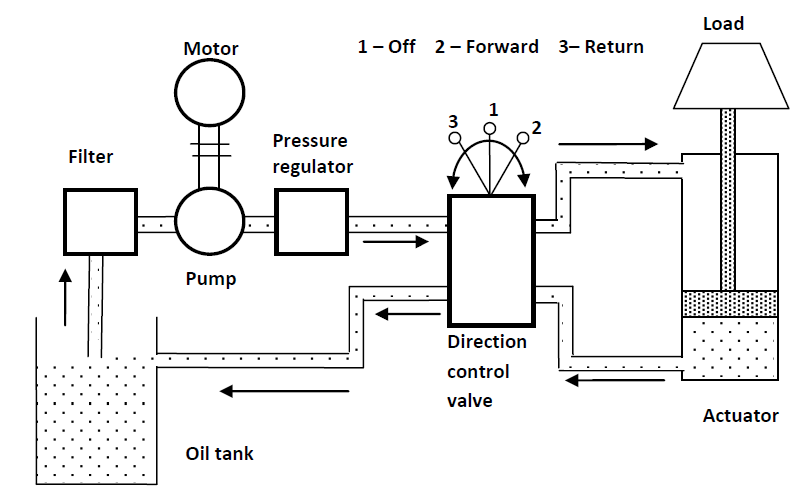 Load
Motor
1 – Off 2 – Forward 3– Return
1
3
2
Pressure
regulator
Filter
Pump
Direction
control
valve
Actuator
Oil tank